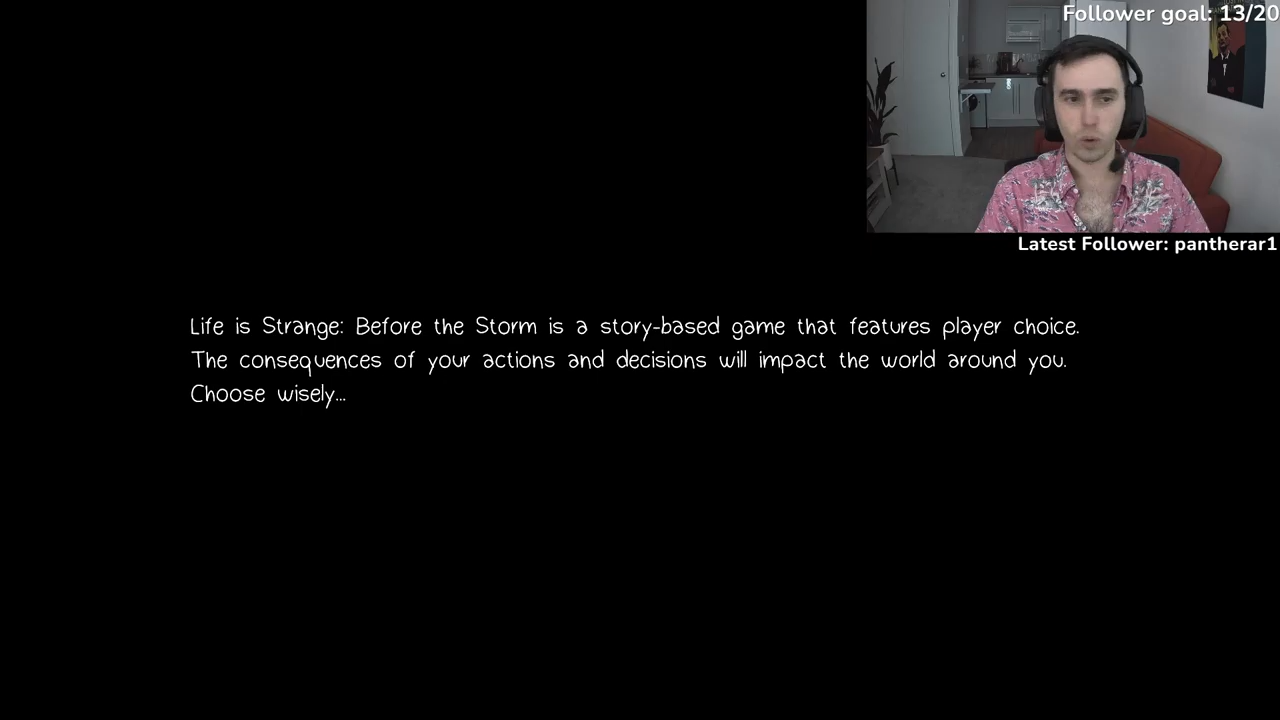 Follower goal: 13/20
Latest Follower: pantherar1
Life is Strange: Before the Storm is a story-based game that features player choice.
The consequences of your actions and decisions will impact the world around you.
Choose wisely...